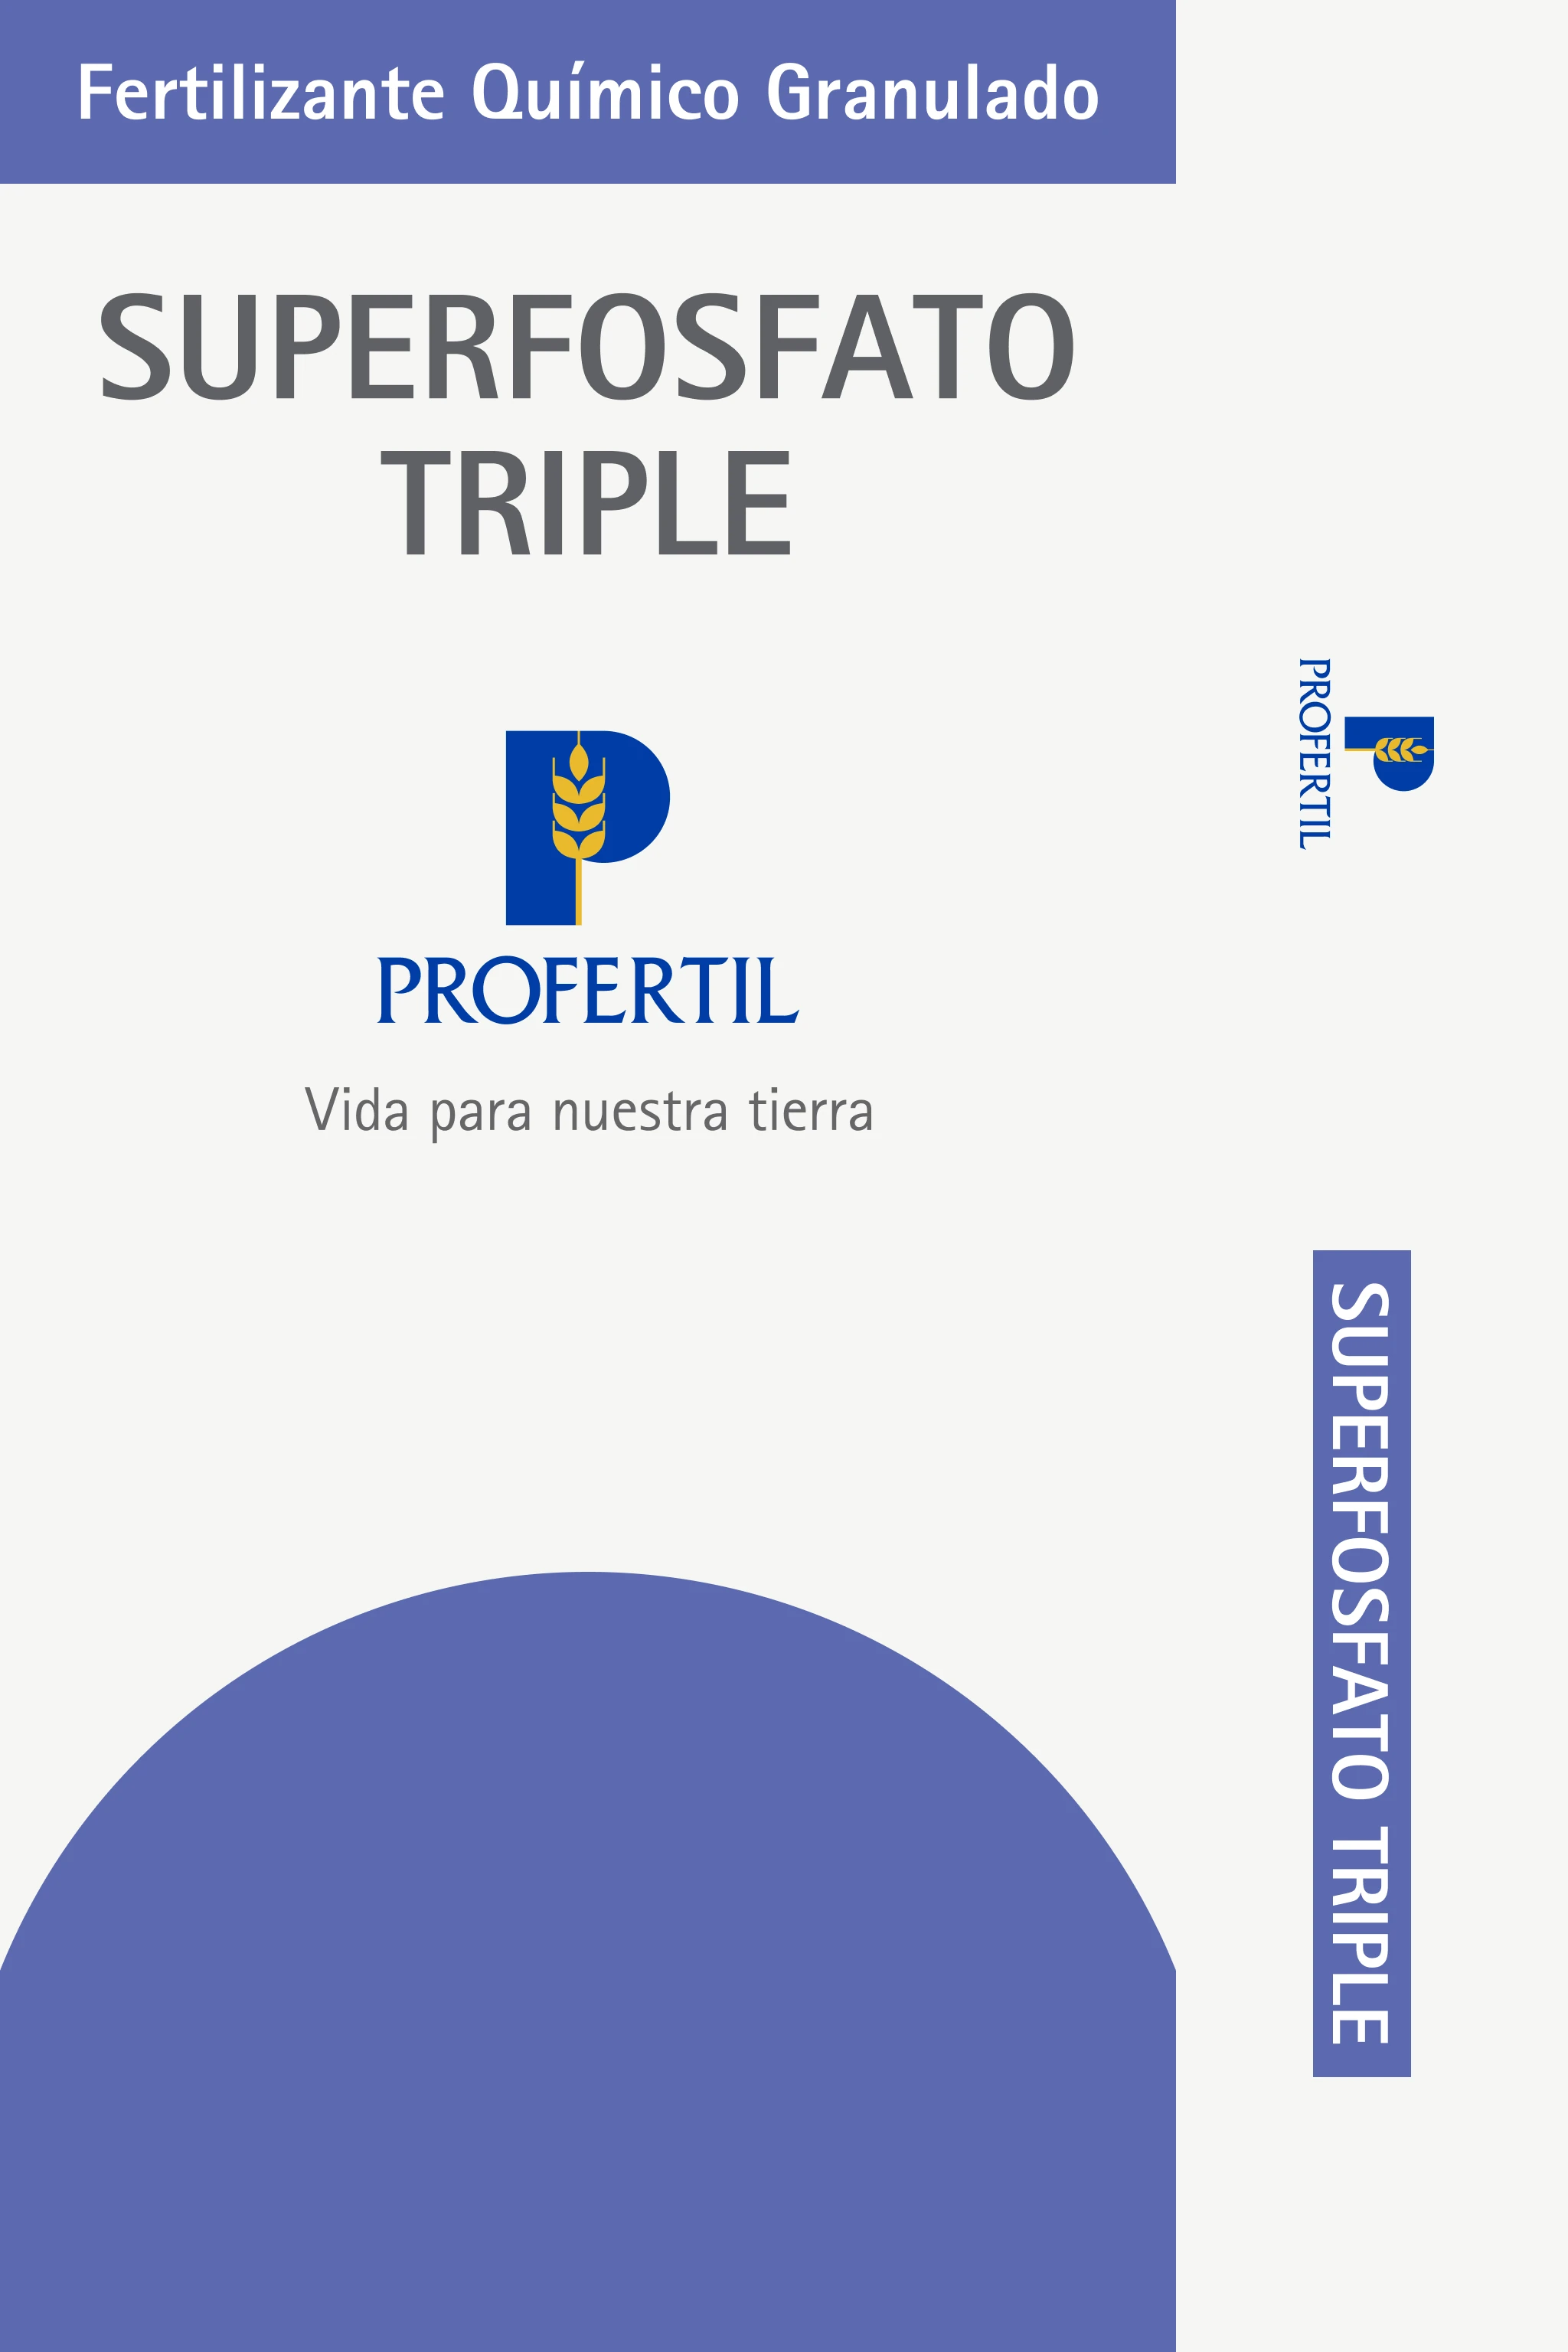 Fertilizante Químico Granulado
SUPERFOSFATO
TRIPLE
PROFERTIL
Vida para nuestra tierra
PROFERTIL
SUPERFOSFATO TRIPLE